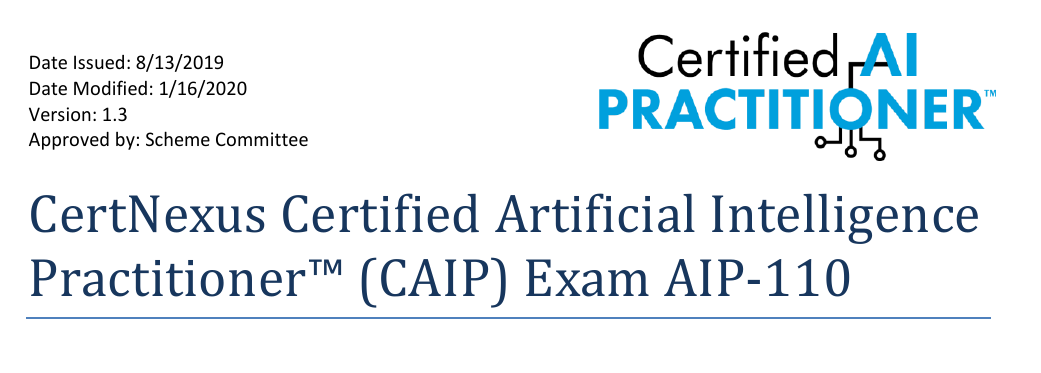 Date Issued: 8/13/2019
Date Modified: 1/16/2020
Version: 1.3
Approved by: Scheme Committee
Certified AI
PRACTITIONER™
CertNexus Certified Artificial Intelligence
Practitioner™ (CAIP) Exam AIP-110